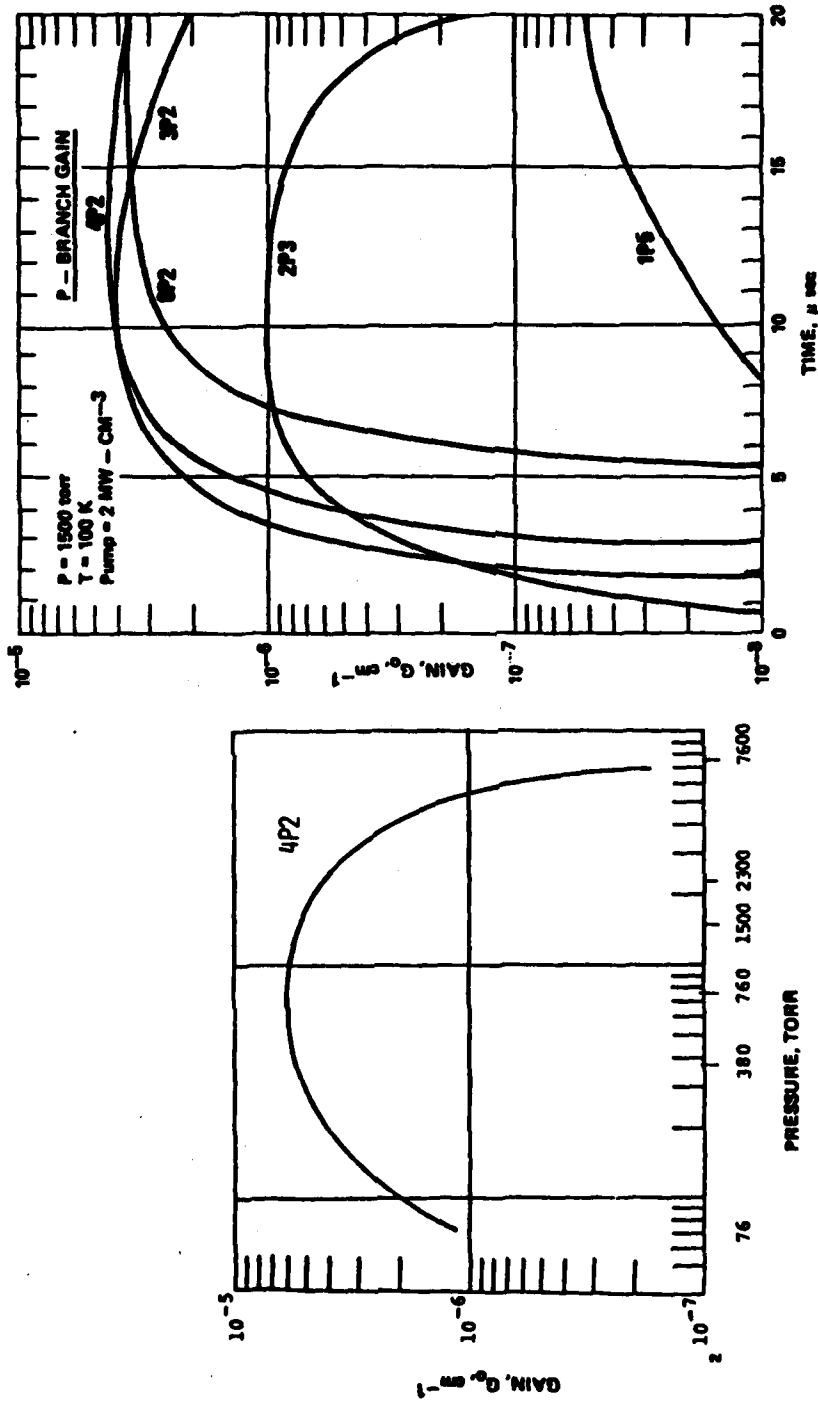 GAIN, G₀, cm⁻¹
10⁻⁵
10⁻⁶
10⁻⁷
2
4P2
76
380
760
1500
2300
7600
PRESSURE, TORR
GAIN, G₀, cm⁻¹
10⁻⁵
10⁻⁶
10⁻⁷
10⁻⁸
P = 1500 torr
T = 100 K
Pump = 2 MW – CM⁻³
P – BRANCH GAIN
4P2
3P2
2P3
1P5
0
5
10
15
20
TIME, μ sec